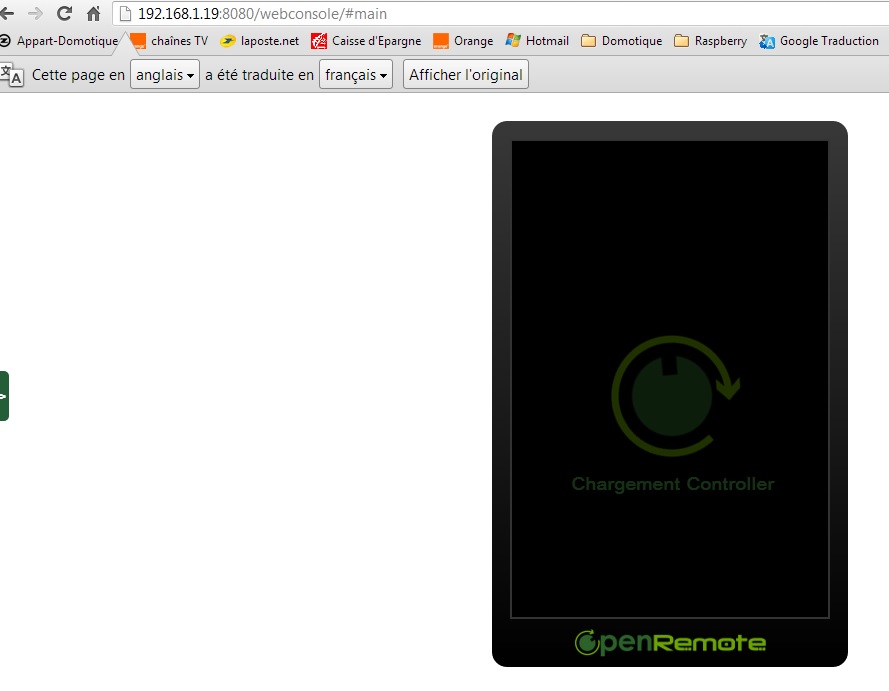 192.168.1.19:8080/webconsole/#main
Appart-Domotique chaînes TV laposte.net Caisse d'Epargne Orange Hotmail Domotique Raspberry Google Traduction
Cette page en anglais a été traduite en français Afficher l'original
Chargement Controller
OpenRemote